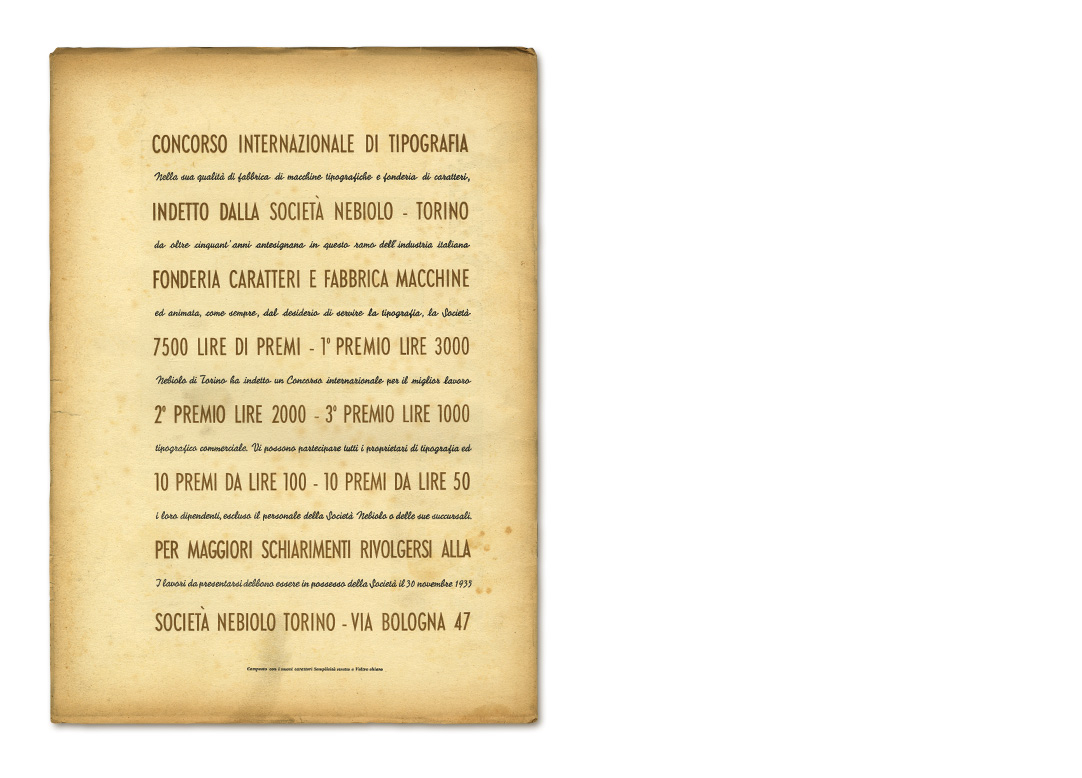 CONCORSO INTERNAZIONALE DI TIPOGRAFIA
Nella sua qualità di fabbrica di macchine tipografiche e fonderia di caratteri,
INDETTO DALLA SOCIETÀ NEBIOLO - TORINO
da oltre cinquant'anni antesignana in questo ramo dell'industria italiana
FONDERIA CARATTERI E FABBRICA MACCHINE
ed animata, come sempre, dal desiderio di servire la tipografia, la Società
7500 LIRE DI PREMI - 1º PREMIO LIRE 3000
Nebiolo di Torino ha indetto un Concorso internazionale per il miglior lavoro
2º PREMIO LIRE 2000 - 3º PREMIO LIRE 1000
tipografico commerciale. Vi possono partecipare tutti i proprietari di tipografia ed
10 PREMI DA LIRE 100 - 10 PREMI DA LIRE 50
i loro dipendenti, escluso il personale della Società Nebiolo o delle sue succursali.
PER MAGGIORI SCHIARIMENTI RIVOLGERSI ALLA
I lavori da presentarsi debbono essere in possesso della Società il 30 novembre 1935
SOCIETÀ NEBIOLO TORINO - VIA BOLOGNA 47
Composto con i nuovi caratteri Semplicità e Veltro chiaro